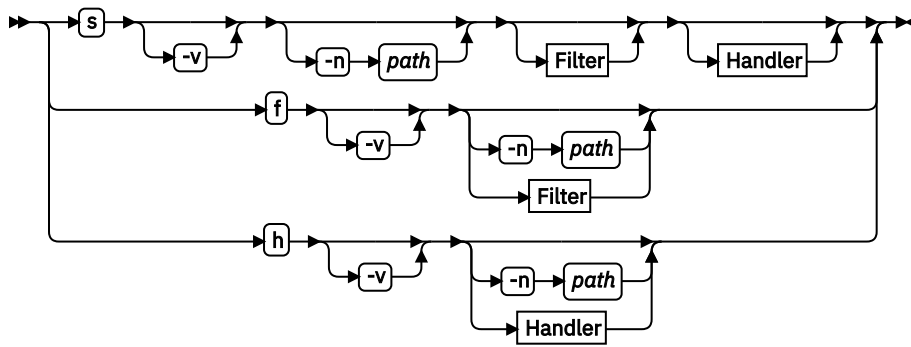 s -v -n path Filter Handler
f -v -n path
Filter
h -v -n path
Handler